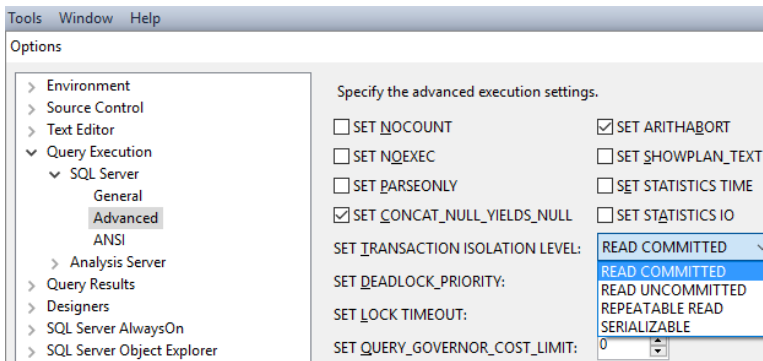 Tools Window Help
Options
Environment
Source Control
Text Editor
Query Execution
SQL Server
General
Advanced
ANSI
Analysis Server
Query Results
Designers
SQL Server AlwaysOn
SQL Server Object Explorer
Specify the advanced execution settings.
SET NOCOUNT
SET ARITHABORT
SET NOEXEC
SET SHOWPLAN_TEXT
SET PARSEONLY
SET STATISTICS TIME
SET CONCAT_NULL_YIELDS_NULL
SET STATISTICS IO
SET TRANSACTION ISOLATION LEVEL:
READ COMMITTED
READ COMMITTED
READ UNCOMMITTED
REPEATABLE READ
SERIALIZABLE
SET DEADLOCK_PRIORITY:
SET LOCK TIMEOUT:
SET QUERY_GOVERNOR_COST_LIMIT:
0